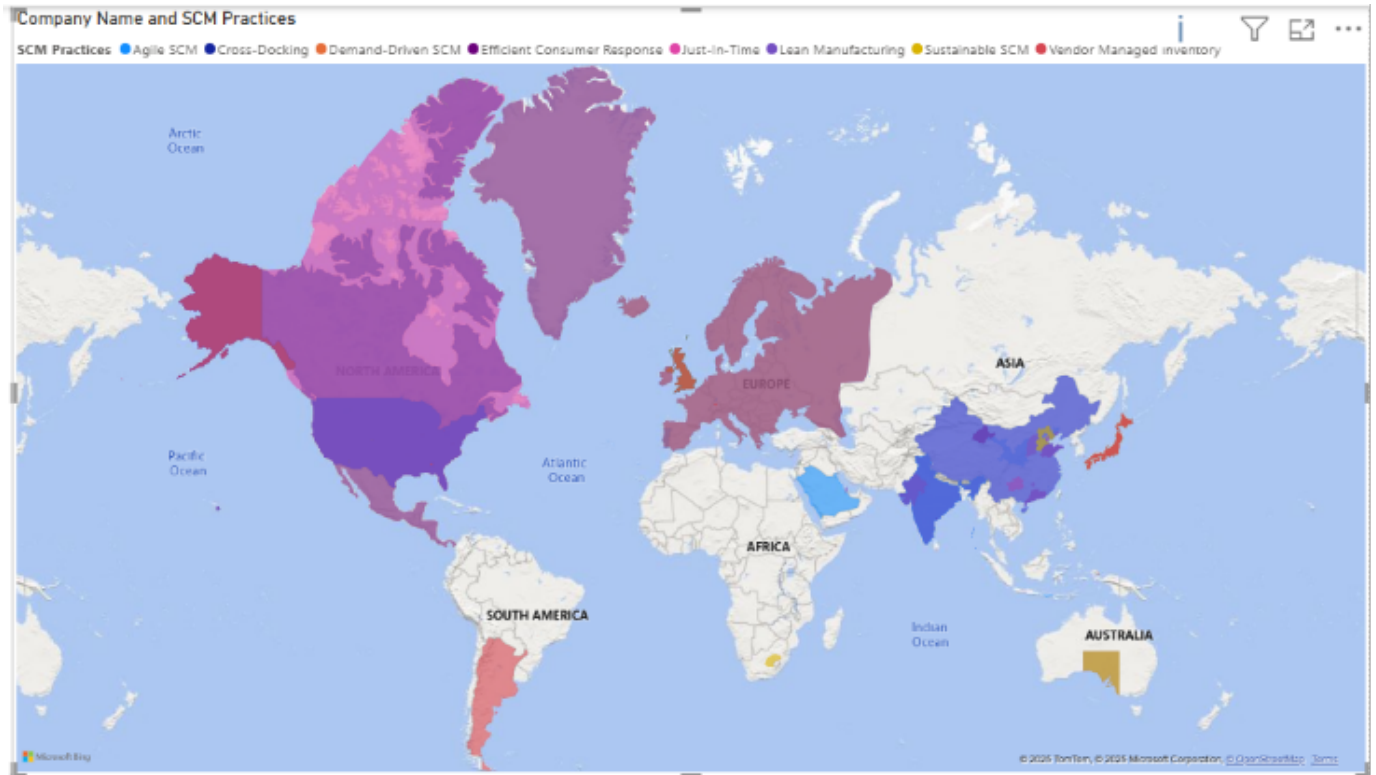 Company Name and SCM Practices
SCM Practices Agile SCM Cross-Docking Demand-Driven SCM Efficient Consumer Response Just-In-Time Lean Manufacturing Sustainable SCM Vendor Managed Inventory
Arctic
Ocean
NORTH AMERICA
EUROPE
ASIA
Pacific
Ocean
Atlantic
Ocean
AFRICA
SOUTH AMERICA
Indian
Ocean
AUSTRALIA
Microsoft Bing
© 2025 TomTom, © 2025 Microsoft Corporation, © OpenStreetMap Terms